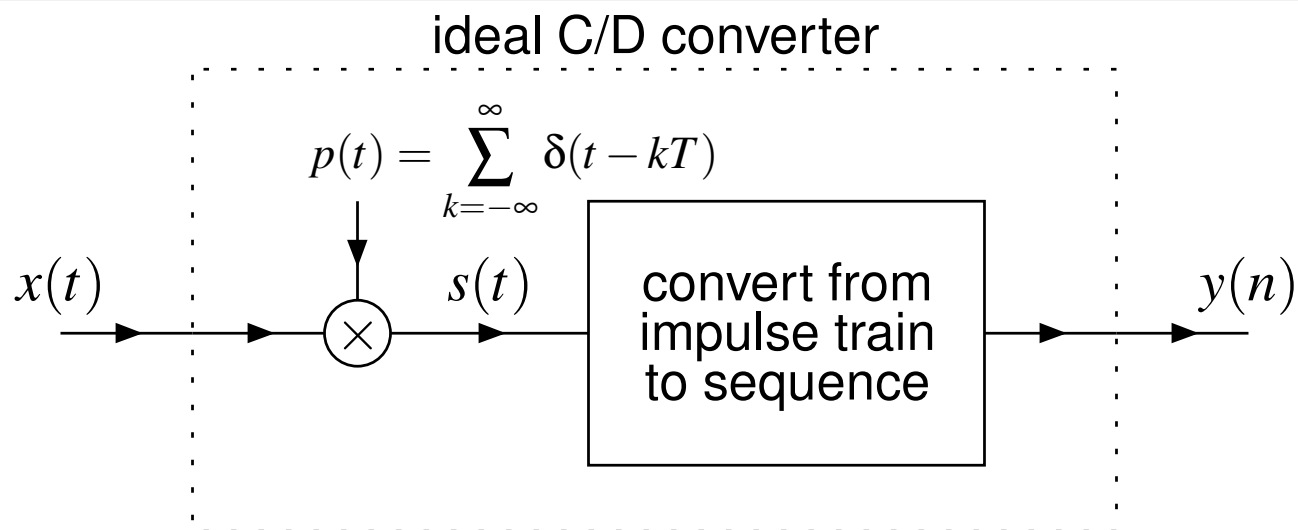 ideal C/D converter
p(t) = ∞∑k=−∞ δ(t − kT)
x(t)
s(t)
convert from
impulse train
to sequence
y(n)
×